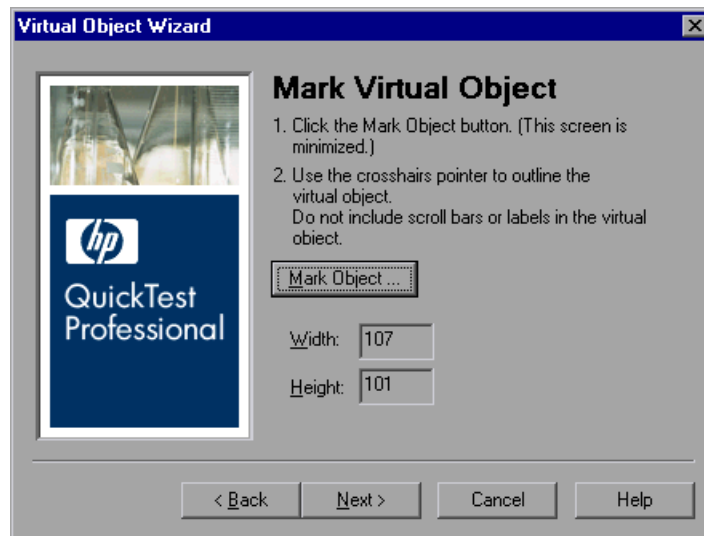 Virtual Object Wizard
Mark Virtual Object
1. Click the Mark Object button. (This screen is
minimized.)
2. Use the crosshairs pointer to outline the
virtual object.
Do not include scroll bars or labels in the virtual
object.
hp
QuickTest
Professional
Mark Object ...
Width: 107
Height: 101
< Back Next > Cancel Help